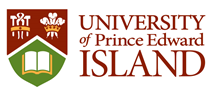 UNIVERSITY
of Prince Edward
ISLAND